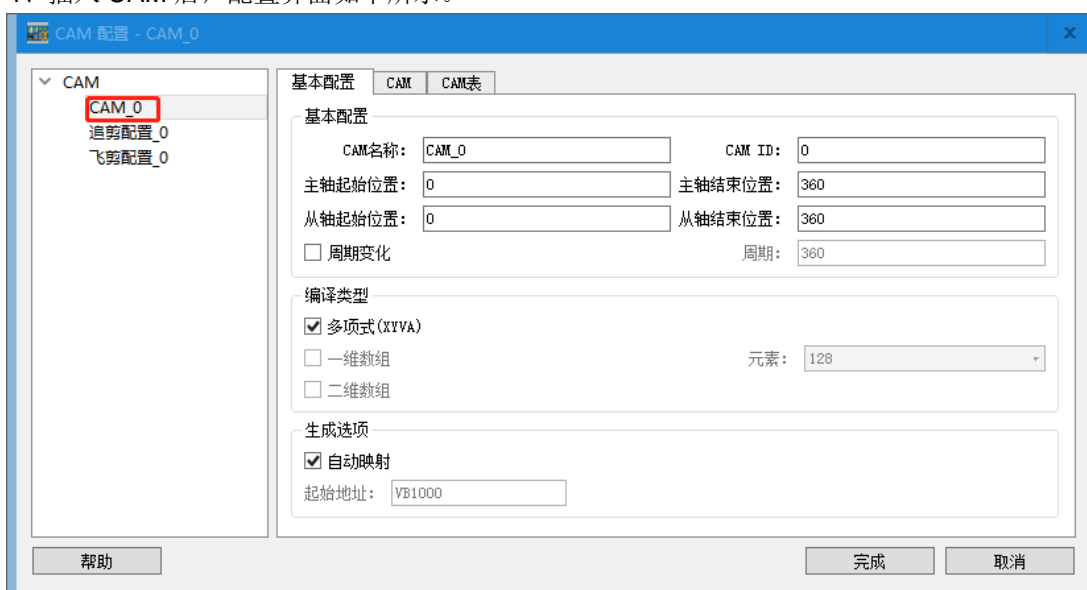 1、插入 CAM 后，配置界面如下所示。
CAM 配置 - CAM_0
x
CAM
CAM_0
追剪配置_0
飞剪配置_0
基本配置 CAM CAM表
基本配置
CAM名称： CAM_0 CAM ID： 0
主轴起始位置： 0 主轴结束位置： 360
从轴起始位置： 0 从轴结束位置： 360
周期变化 周期： 360
编译类型
多项式(XYVA)
一维数组 元素： 128
二维数组
生成选项
自动映射
起始地址： VB1000
帮助 完成 取消